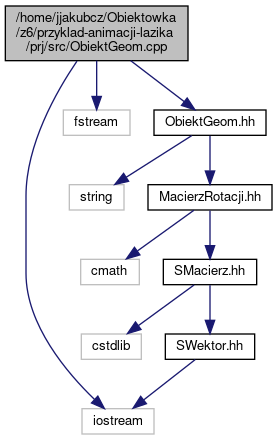 /home/jjakubcz/Obiektowka
/z6/przyklad-animacji-lazika
/prj/src/ObiektGeom.cpp
fstream
ObiektGeom.hh
string
MacierzRotacji.hh
cmath
SMacierz.hh
cstdlib
SWektor.hh
iostream